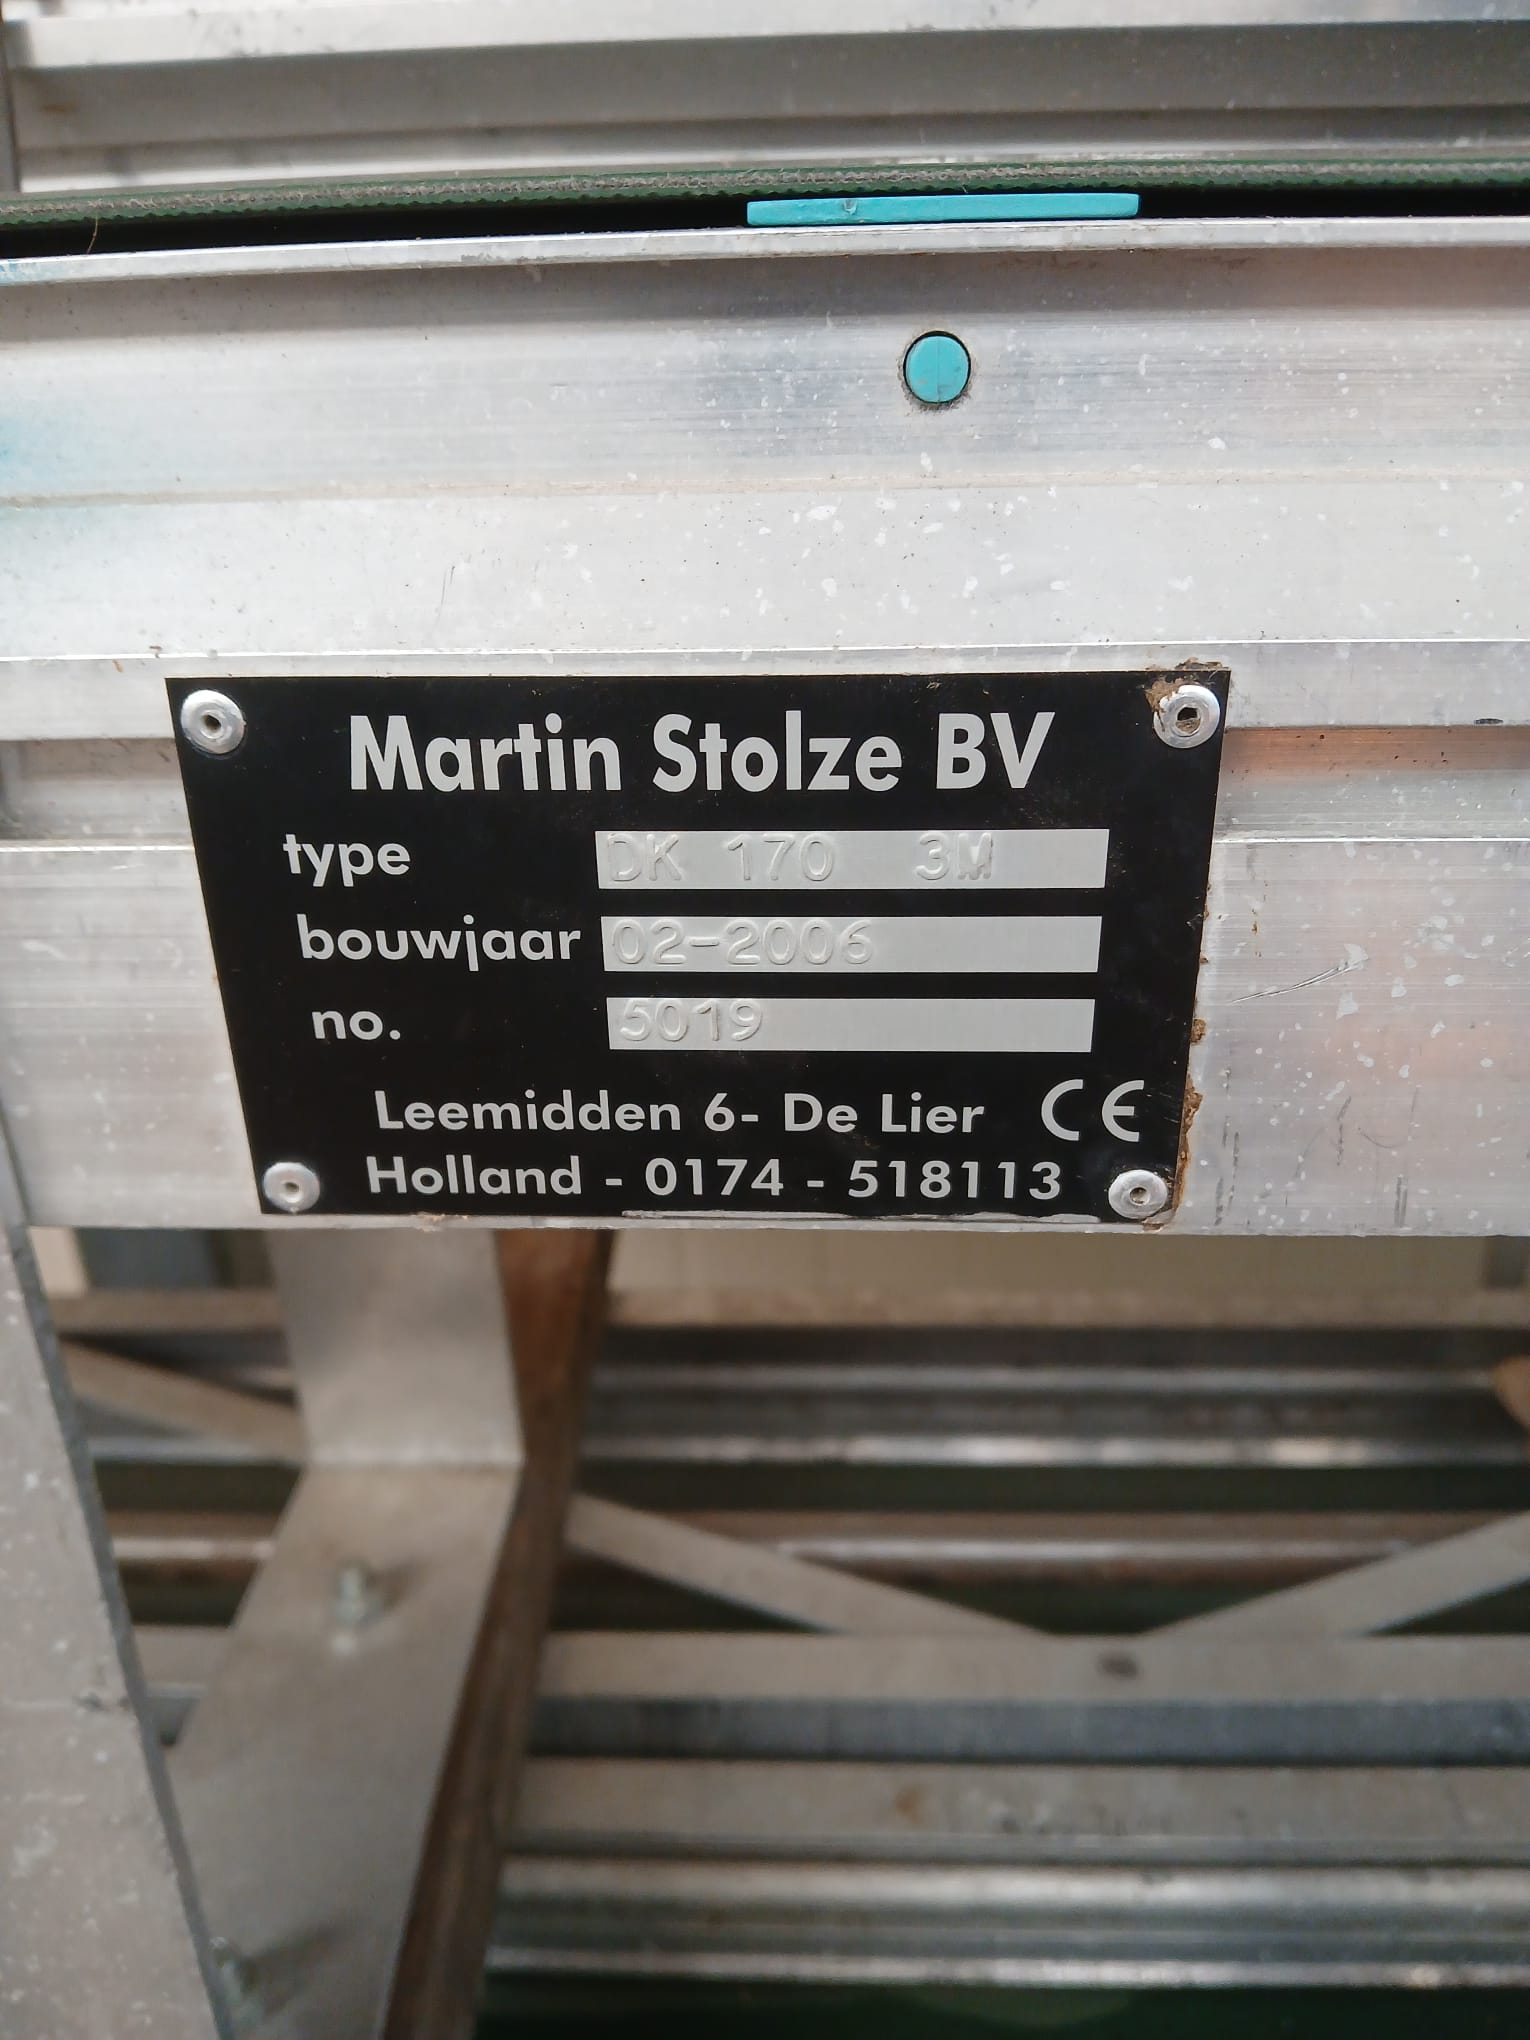 Martin Stolze BV
type DK 170 3M
bouwjaar 02-2006
no. 5019
Leemidden 6- De Lier CE
Holland - 0174 - 518113